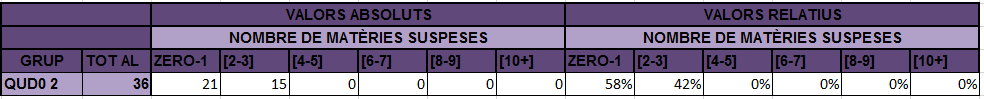 VALORS ABSOLUTS VALORS RELATIUS
NOMBRE DE MATÈRIES SUSPESES NOMBRE DE MATÈRIES SUSPESES
GRUP TOT AL ZERO-1 [2-3] [4-5] [6-7] [8-9] [10+] ZERO-1 [2-3] [4-5] [6-7] [8-9] [10+]
QUD0 2 36 21 15 0 0 0 0 58% 42% 0% 0% 0% 0%